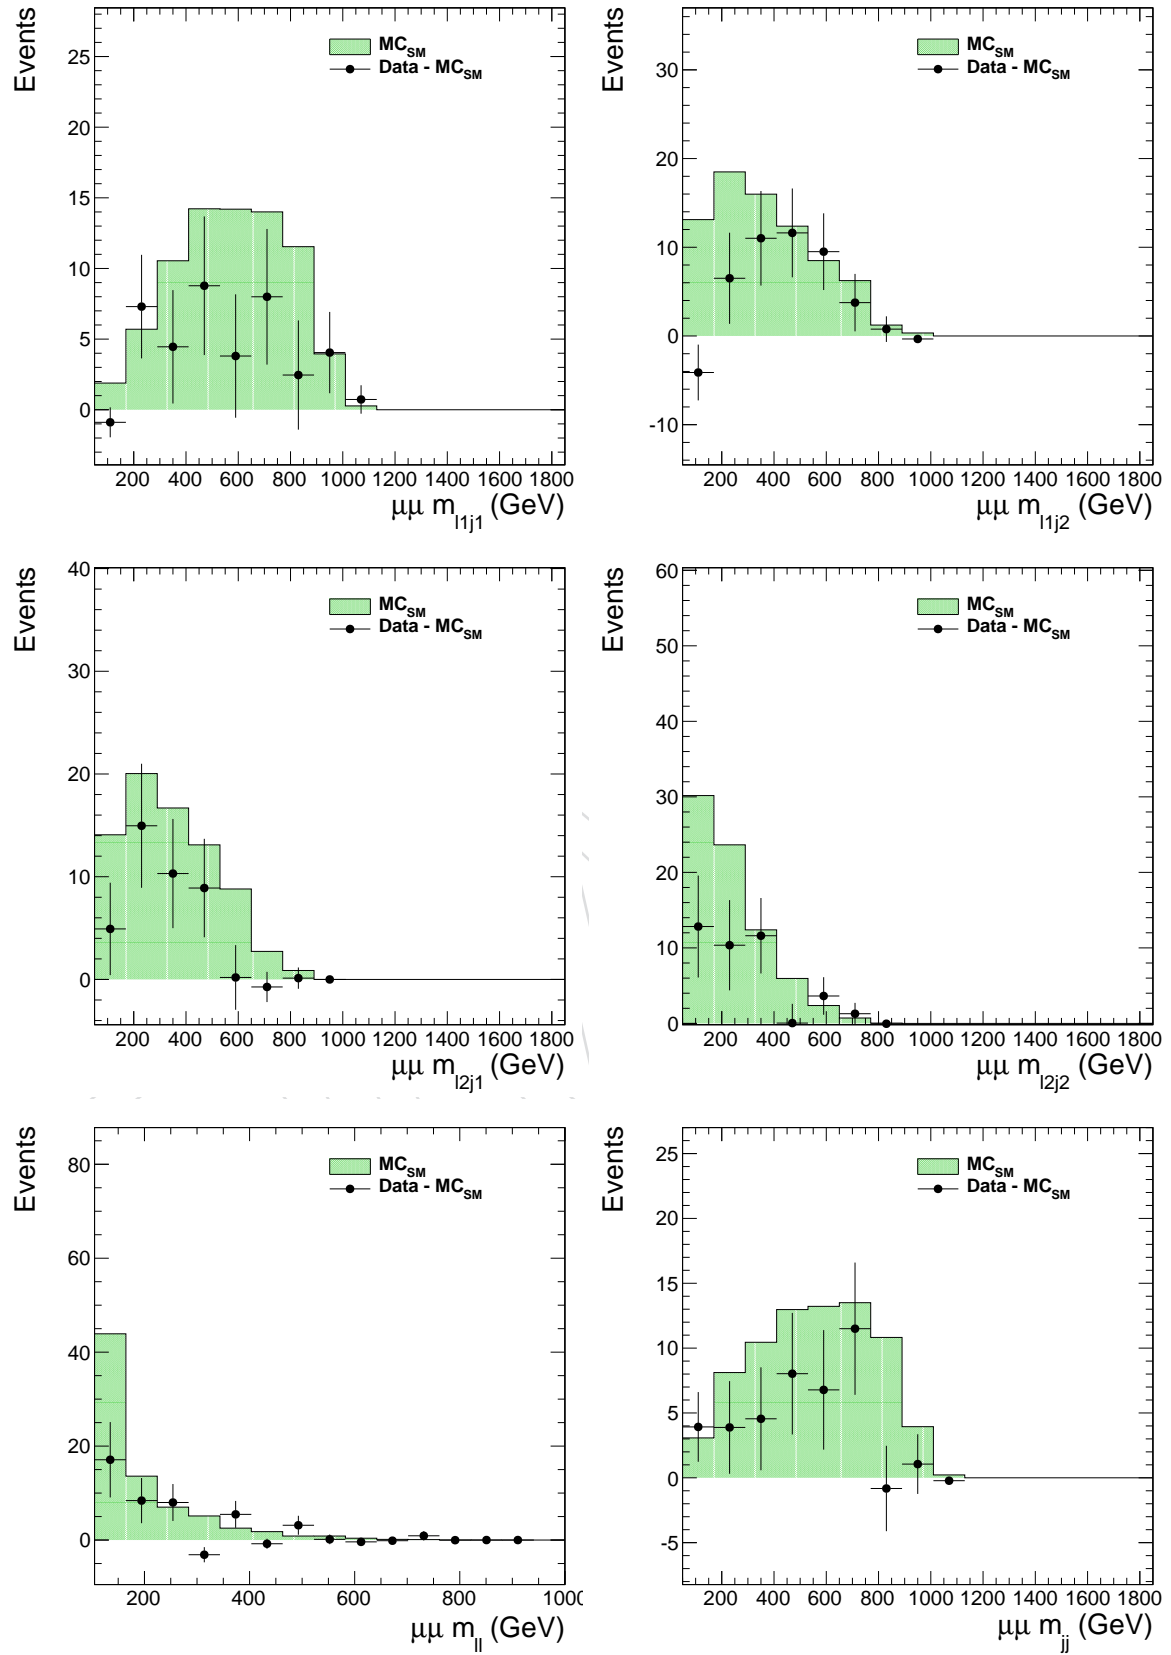 Events
MC_SM
Data - MC_SM
25
20
15
10
5
0
200 400 600 800 1000 1200 1400 1600 1800
μμ m_l1j1 (GeV)
Events
MC_SM
Data - MC_SM
30
20
10
0
-10
200 400 600 800 1000 1200 1400 1600 1800
μμ m_l1j2 (GeV)
Events
MC_SM
Data - MC_SM
40
30
20
10
0
200 400 600 800 1000 1200 1400 1600 1800
μμ m_l2j1 (GeV)
Events
MC_SM
Data - MC_SM
60
50
40
30
20
10
0
200 400 600 800 1000 1200 1400 1600 1800
μμ m_l2j2 (GeV)
Events
MC_SM
Data - MC_SM
80
60
40
20
0
200 400 600 800 1000
μμ m_ll (GeV)
Events
MC_SM
Data - MC_SM
25
20
15
10
5
0
-5
200 400 600 800 1000 1200 1400 1600 1800
μμ m_jj (GeV)